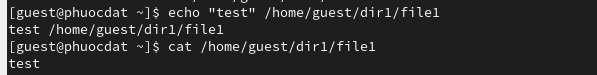 [guest@phuocdat ~]$ echo "test" /home/guest/dir1/file1
test /home/guest/dir1/file1
[guest@phuocdat ~]$ cat /home/guest/dir1/file1
test